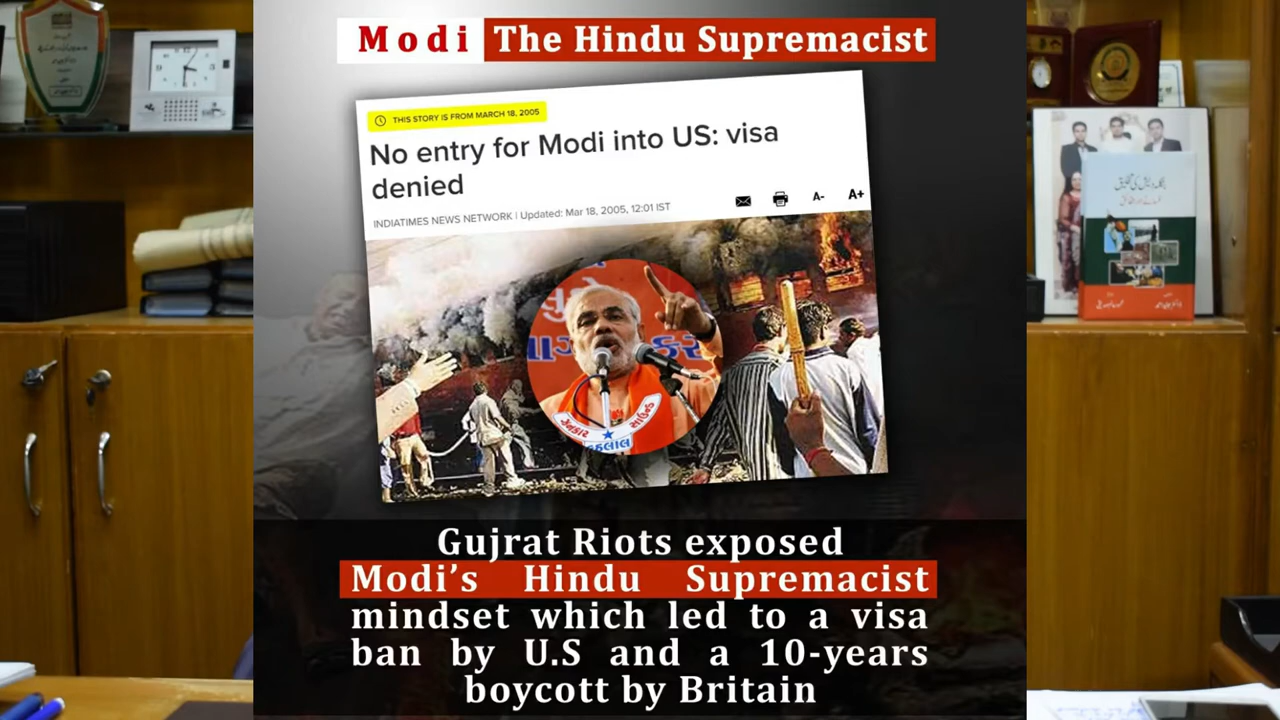 Modi The Hindu Supremacist
THIS STORY IS FROM MARCH 18, 2005
No entry for Modi into US: visa
denied
INDIATIMES NEWS NETWORK | Updated: Mar 18, 2005, 12:01 IST
A- A+
Gujrat Riots exposed
Modi's Hindu Supremacist
mindset which led to a visa
ban by U.S and a 10-years
boycott by Britain